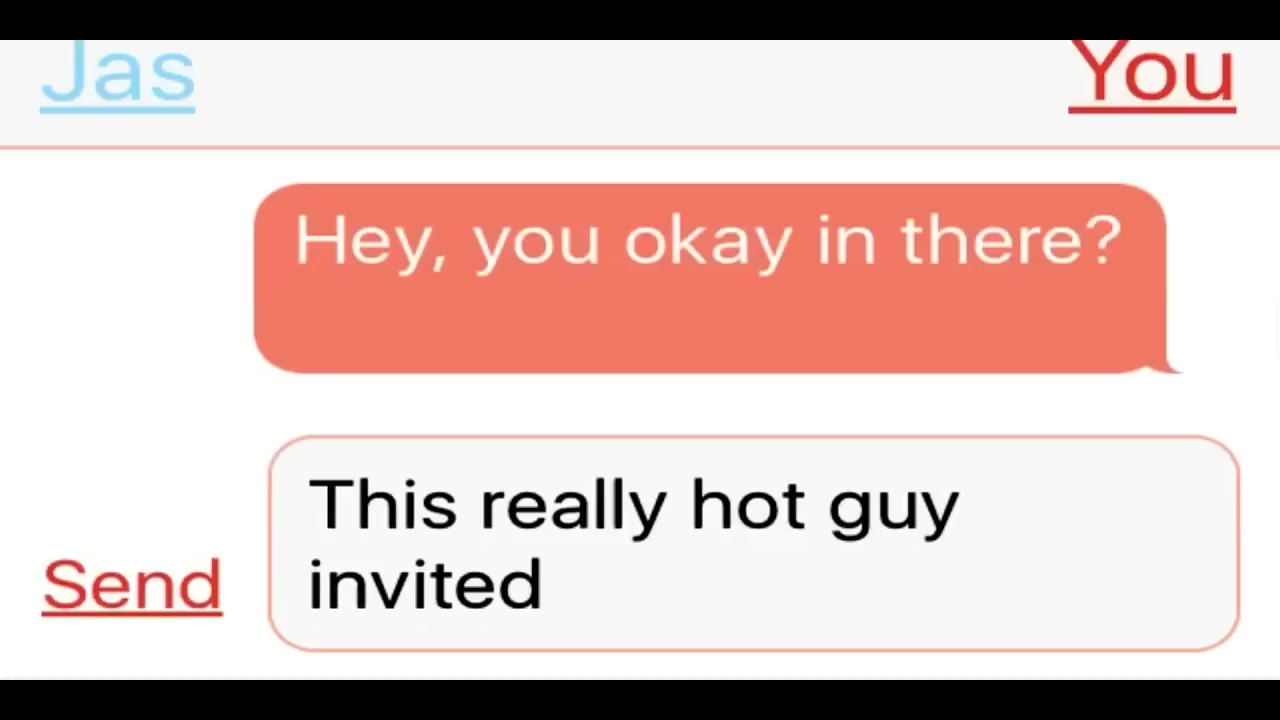 Jas You
Hey, you okay in there?
This really hot guy
invited
Send